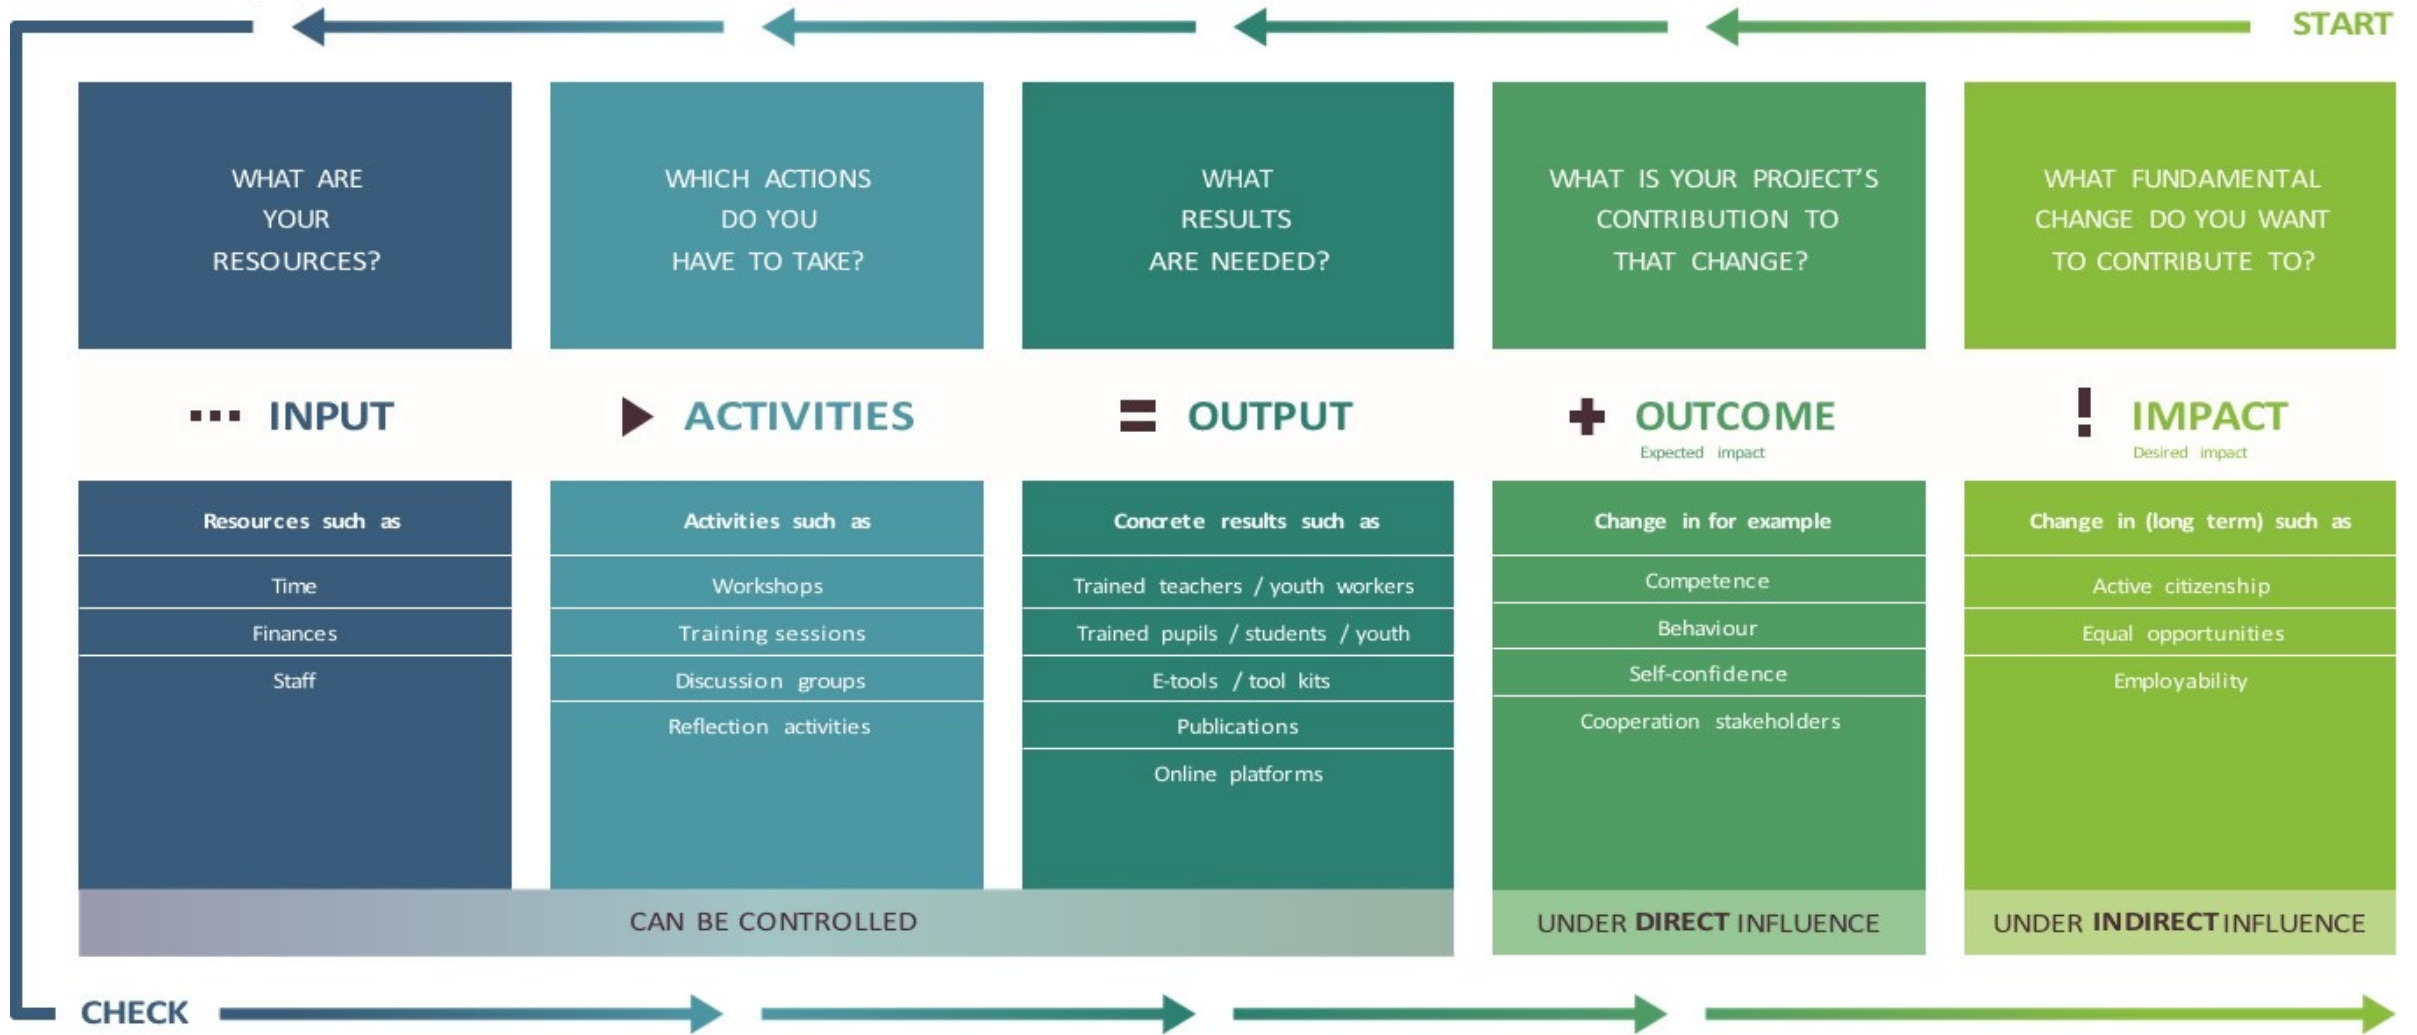 START
WHAT ARE
YOUR
RESOURCES?
WHICH ACTIONS
DO YOU
HAVE TO TAKE?
WHAT
RESULTS
ARE NEEDED?
WHAT IS YOUR PROJECT'S
CONTRIBUTION TO
THAT CHANGE?
WHAT FUNDAMENTAL
CHANGE DO YOU WANT
TO CONTRIBUTE TO?
INPUT
ACTIVITIES
= OUTPUT
+ OUTCOME
Expected impact
! IMPACT
Desired impact
Resources such as
Time
Finances
Staff
Activities such as
Workshops
Training sessions
Discussion groups
Reflection activities
Concrete results such as
Trained teachers / youth workers
Trained pupils / students / youth
E-tools / tool kits
Publications
Online platforms
Change in for example
Competence
Behaviour
Self-confidence
Cooperation stakeholders
Change in (long term) such as
Active citizenship
Equal opportunities
Employability
CAN BE CONTROLLED
UNDER DIRECT INFLUENCE
UNDER INDIRECT INFLUENCE
CHECK